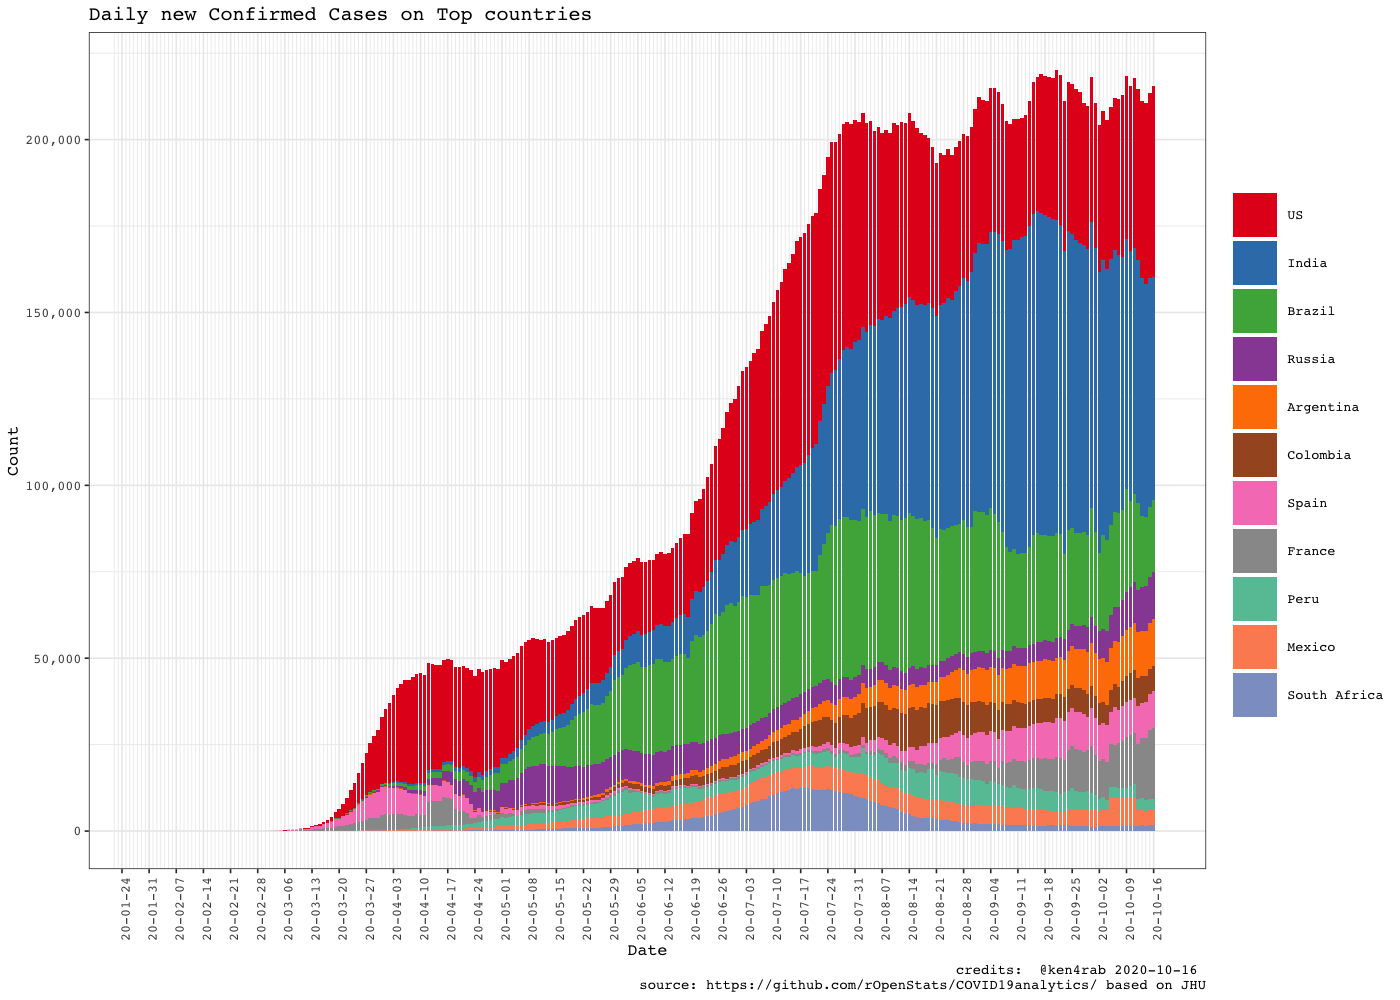 Daily new Confirmed Cases on Top countries
Count
200,000
150,000
100,000
50,000
0
20-01-24
20-01-31
20-02-07
20-02-14
20-02-21
20-02-28
20-03-06
20-03-13
20-03-20
20-03-27
20-04-03
20-04-10
20-04-17
20-04-24
20-05-01
20-05-08
20-05-15
20-05-22
20-05-29
20-06-05
20-06-12
20-06-19
20-06-26
20-07-03
20-07-10
20-07-17
20-07-24
20-07-31
20-08-07
20-08-14
20-08-21
20-08-28
20-09-04
20-09-11
20-09-18
20-09-25
20-10-02
20-10-09
20-10-16
Date
US
India
Brazil
Russia
Argentina
Colombia
Spain
France
Peru
Mexico
South Africa
credits:  @ken4rab 2020-10-16
source: https://github.com/rOpenStats/COVID19analytics/ based on JHU